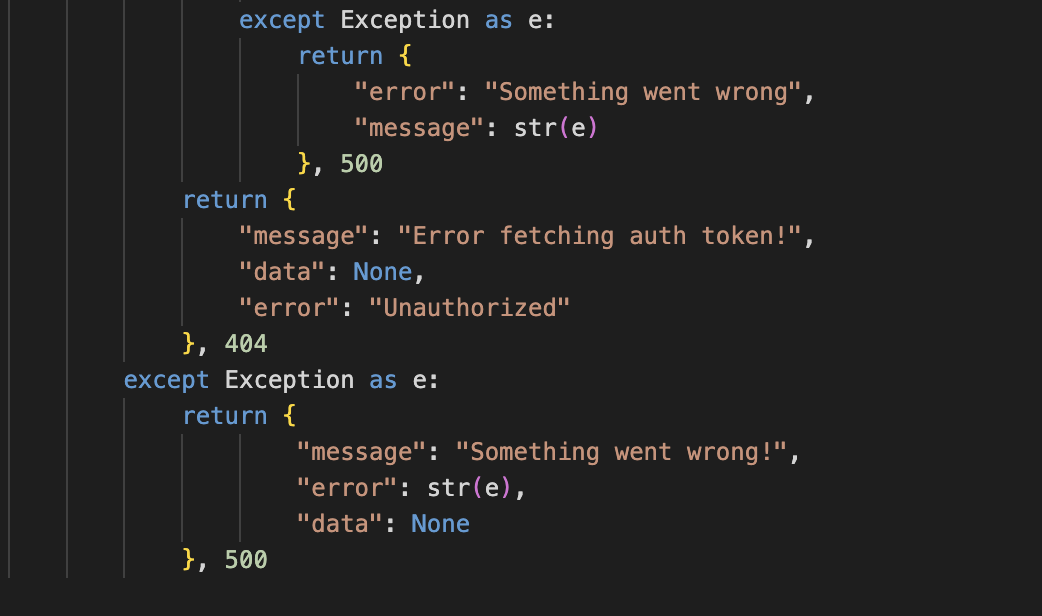 except Exception as e:
return {
"error": "Something went wrong",
"message": str(e)
}, 500
return {
"message": "Error fetching auth token!",
"data": None,
"error": "Unauthorized"
}, 404
except Exception as e:
return {
"message": "Something went wrong!",
"error": str(e),
"data": None
}, 500